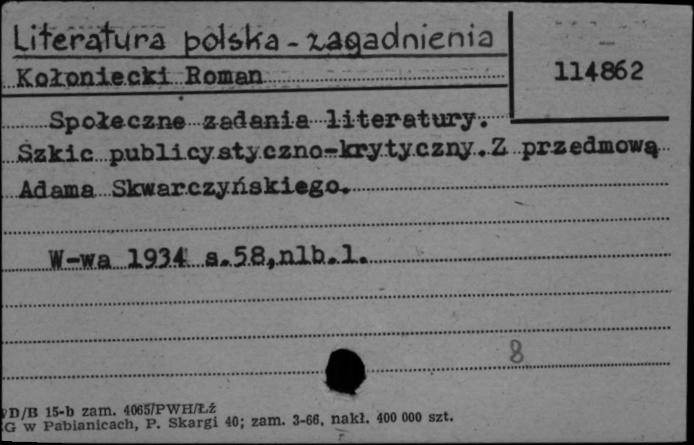 Literatura polska - zagadnienia
Kołoniecki Roman
114862
Społeczne zadania literatury.
Szkic publicystyczno-krytyczny. Z przedmową
Adama Skwarczyńskiego.
W-wa 1934 s.58,nlb.1.
8
D/B 15-b zam. 4065/PWH/Łź
G w Pabianicach, P. Skargi 40; zam. 3-66, nakł. 400 000 szt.